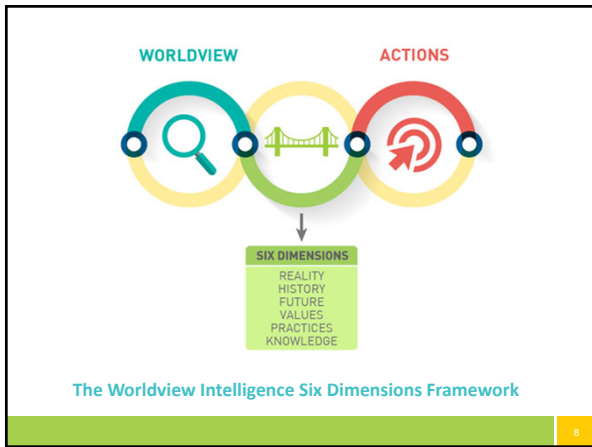 WORLDVIEW
ACTIONS
SIX DIMENSIONS
REALITY
HISTORY
FUTURE
VALUES
PRACTICES
KNOWLEDGE
The Worldview Intelligence Six Dimensions Framework
8